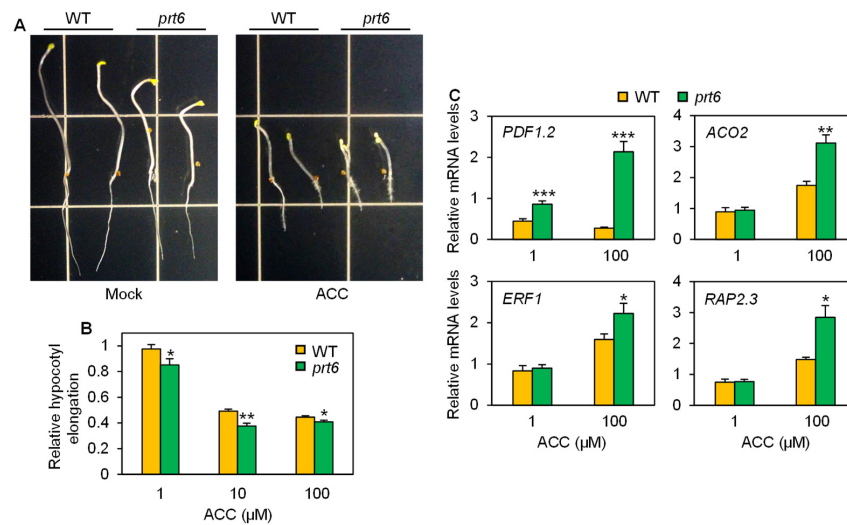 A
WT
prt6
WT
prt6
Mock
ACC
B
Relative hypocotyl
elongation
1
0.8
0.6
0.4
0.2
0
WT
prt6
*
**
*
1
10
100
ACC (µM)
C
WT
prt6
Relative mRNA levels
3
2
1
0
PDF1.2
***
***
1
100
4
3
2
1
0
ACO2
**
1
100
Relative mRNA levels
3
2
1
0
ERF1
*
1
100
ACC (µM)
4
3
2
1
0
RAP2.3
*
1
100
ACC (µM)